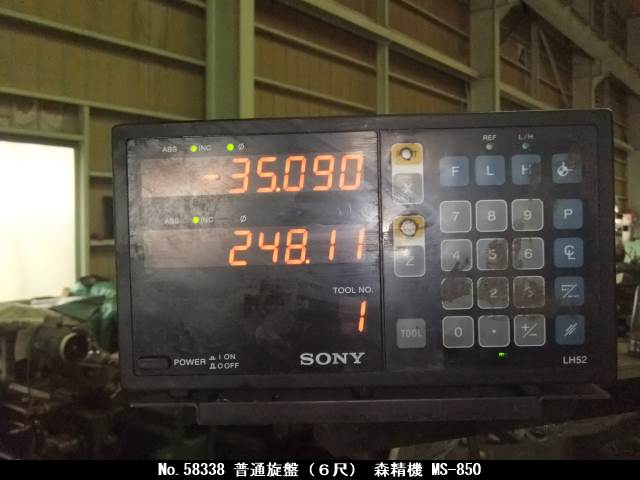 ABS INC Ø
-35.090
ABS INC Ø
248.11
TOOL NO.
1
POWER I ON
O OFF
SONY
REF L/H
X
F L H
7 8 9 P
Z
4 5 6 ℄
2
TOOL 0 · +/-
LH52
No.58338 普通旋盤 (6尺) 森精機 MS-850